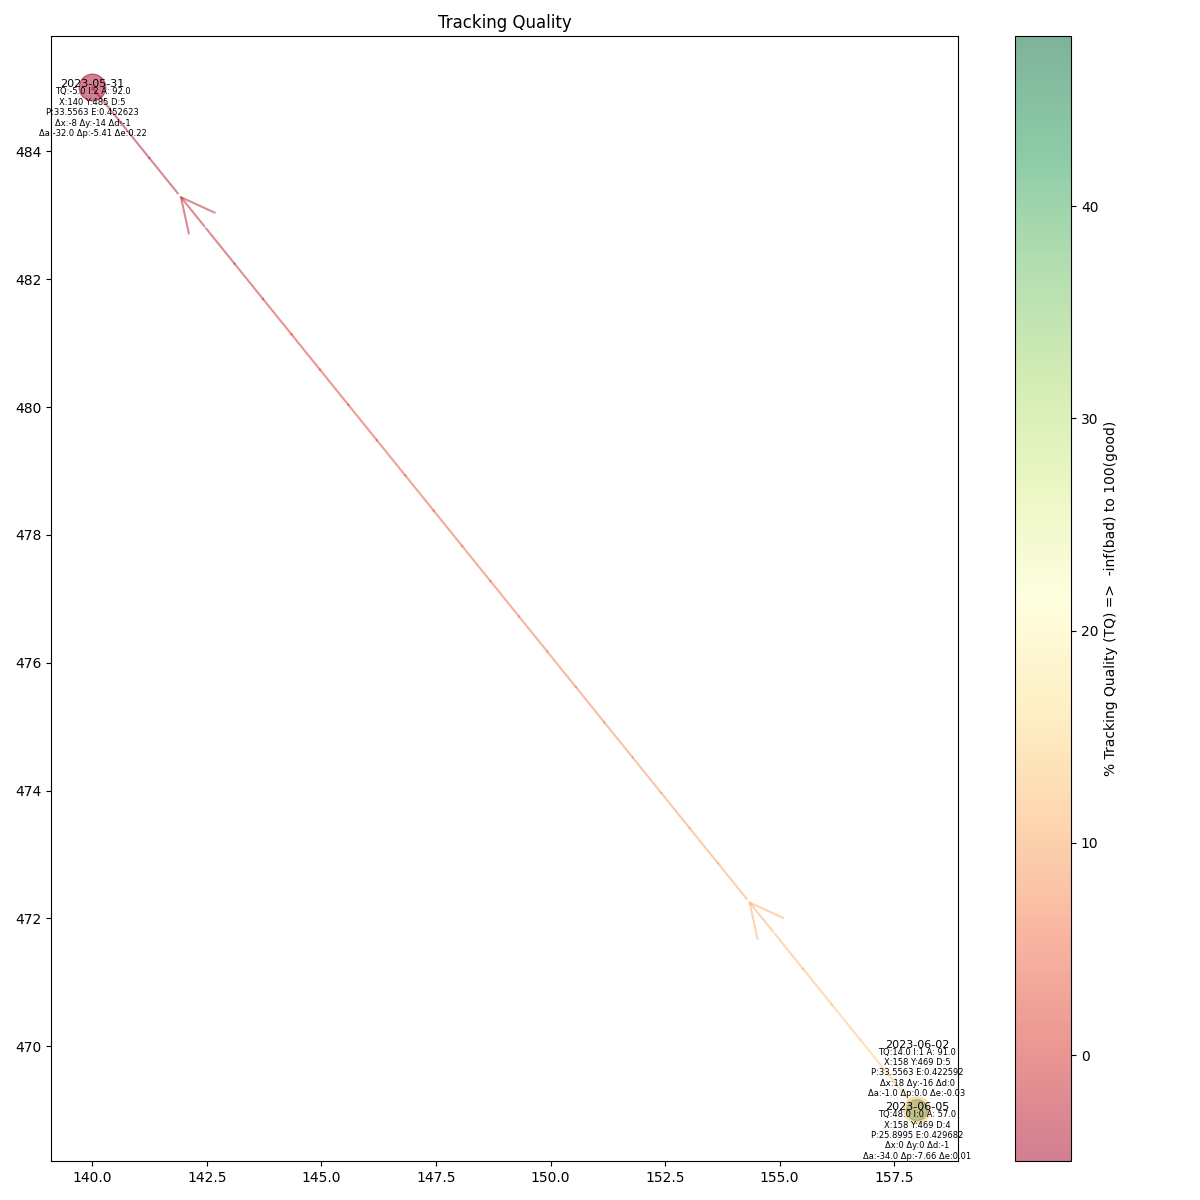 Tracking Quality
2023-05-31
TQ:-5.0 I:2 A: 92.0
X:140 Y:485 D:5
P:33.5563 E:0.452623
Δx:-8 Δy:-14 Δd:-1
Δa:-32.0 Δp:-5.41 Δe:0.22
2023-06-02
TQ:14.0 I:1 A: 91.0
X:158 Y:469 D:5
P:33.5563 E:0.422592
Δx:18 Δy:-16 Δd:0
Δa:-1.0 Δp:0.0 Δe:-0.03
2023-06-05
TQ:48.0 I:0 A: 57.0
X:158 Y:469 D:4
P:25.8995 E:0.429682
Δx:0 Δy:0 Δd:-1
Δa:-34.0 Δp:-7.66 Δe:0.01
484
482
480
478
476
474
472
470
140.0
142.5
145.0
147.5
150.0
152.5
155.0
157.5
40
30
20
10
0
% Tracking Quality (TQ) => -inf(bad) to 100(good)